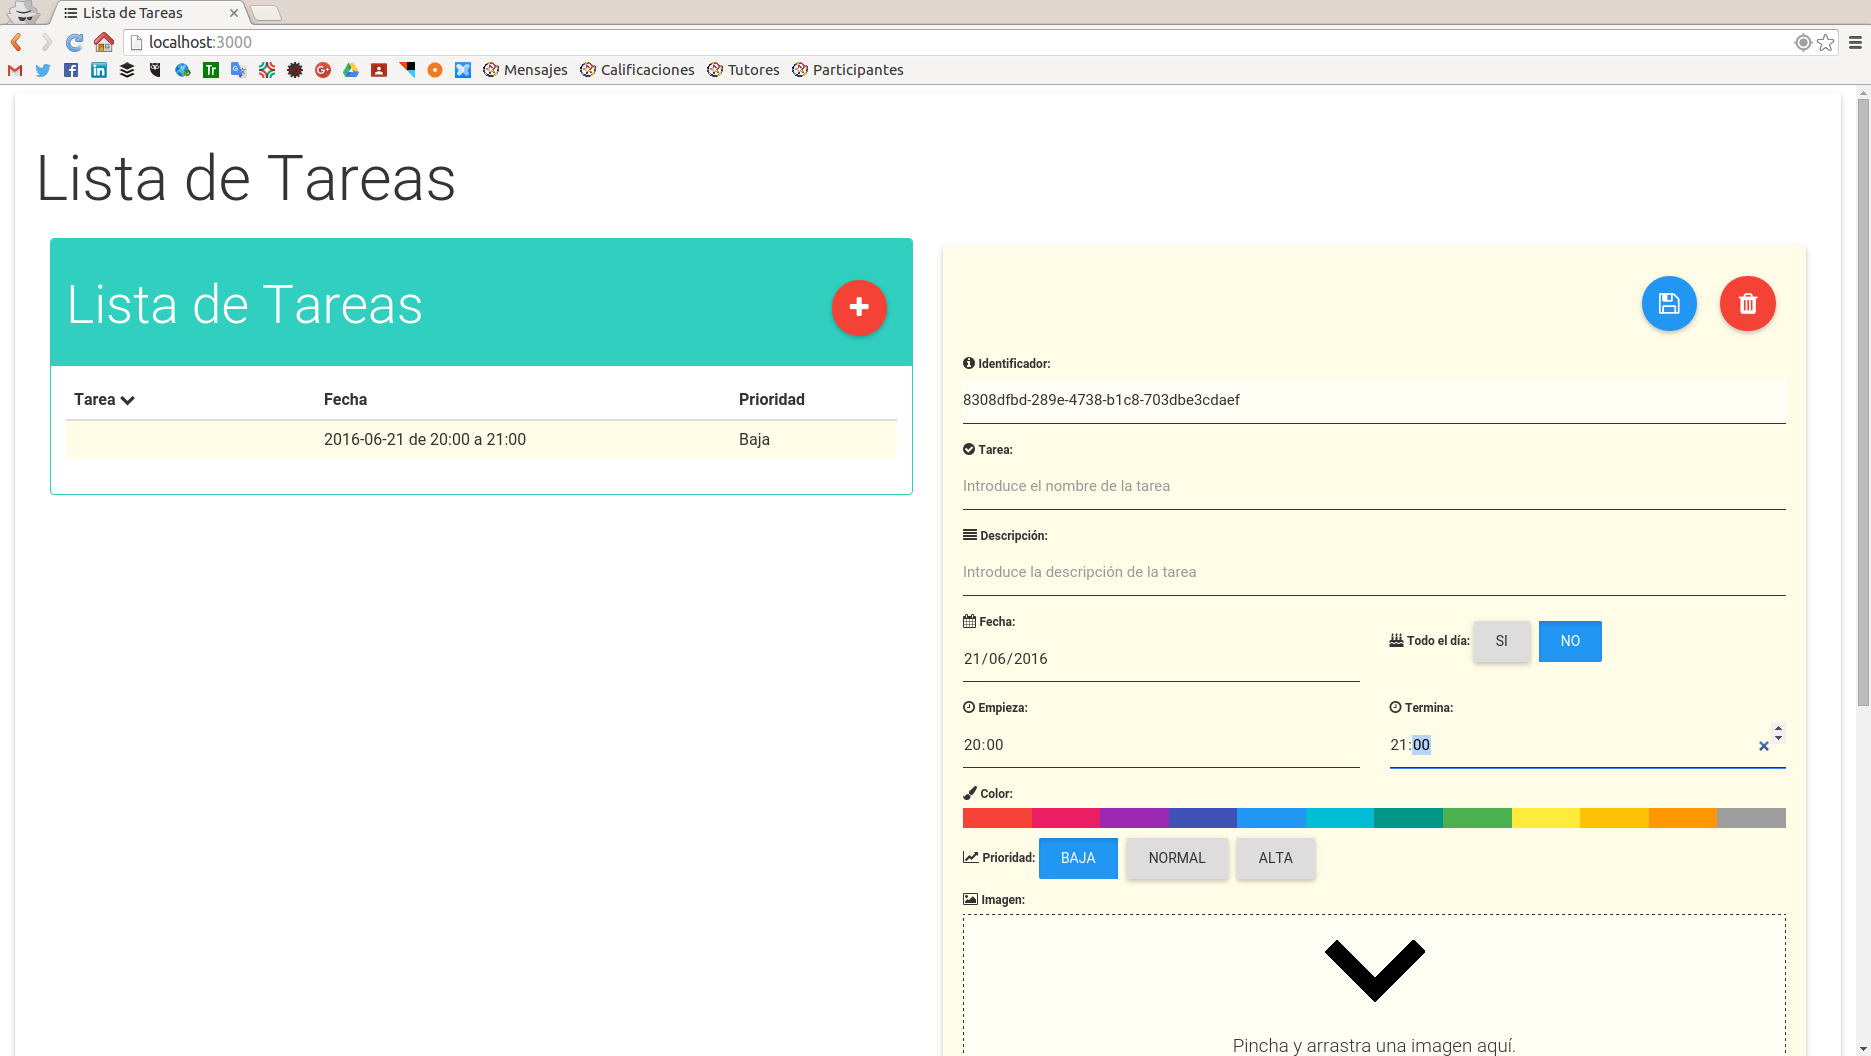 Lista de Tareas
localhost:3000
Mensajes Calificaciones Tutores Participantes
Lista de Tareas
Lista de Tareas
Tarea Fecha Prioridad
2016-06-21 de 20:00 a 21:00 Baja
Identificador:
8308dfbd-289e-4738-b1c8-703dbe3cdaef
Tarea:
Introduce el nombre de la tarea
Descripción:
Introduce la descripción de la tarea
Fecha:
21/06/2016
Todo el día: SI NO
Empieza:
20:00
Termina:
21:00
Color:
Prioridad: BAJA NORMAL ALTA
Imagen:
Pincha y arrastra una imagen aquí.